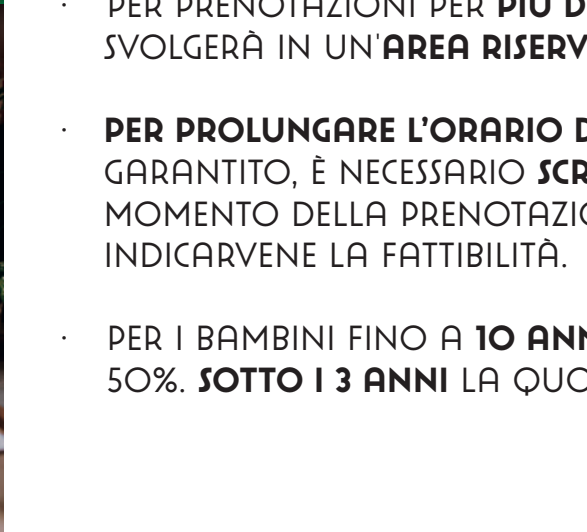 · PER PRENOTAZIONI PER PIÙ D
SVOLGERÀ IN UN'AREA RISERV
· PER PROLUNGARE L'ORARIO D
GARANTITO, È NECESSARIO SCR
MOMENTO DELLA PRENOTAZIO
INDICARVENE LA FATTIBILITÀ.
· PER I BAMBINI FINO A 10 ANN
50%. SOTTO I 3 ANNI LA QUO